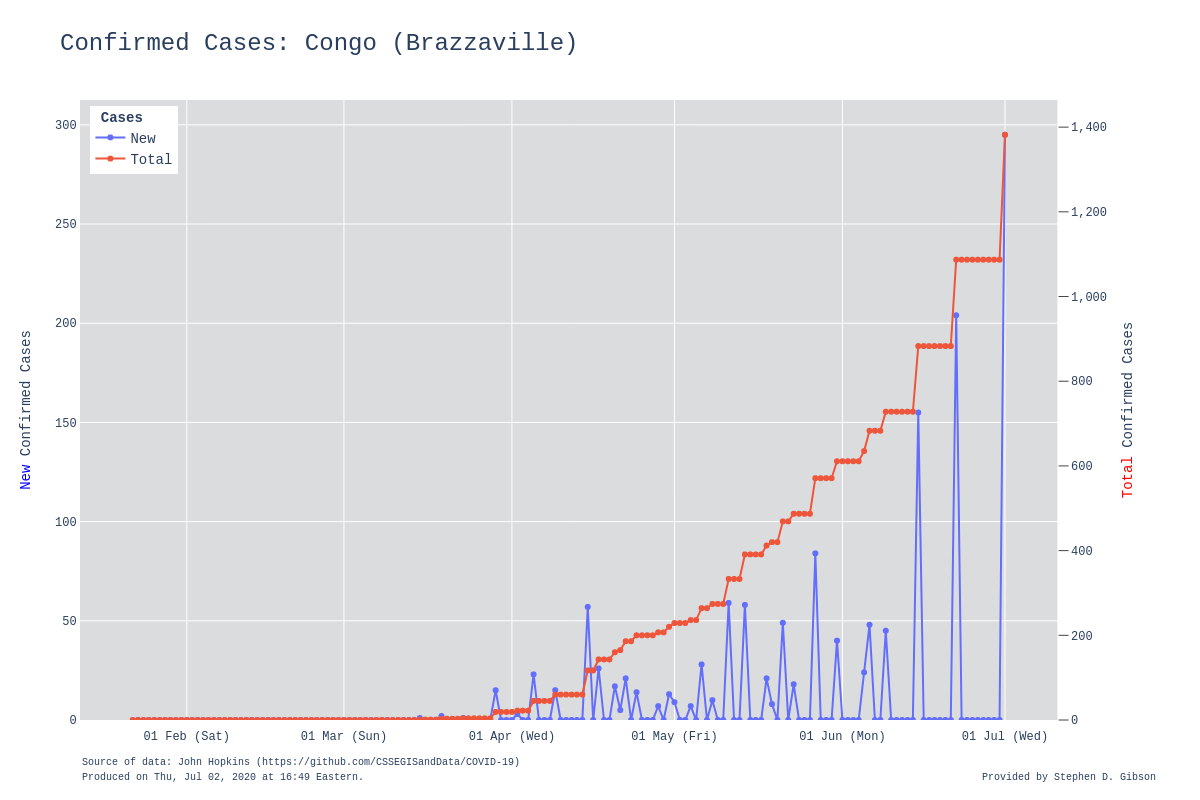 Confirmed Cases: Congo (Brazzaville)
Cases
New
Total
300
250
200
150
100
50
0
1,400
1,200
1,000
800
600
400
200
0
New Confirmed Cases
Total Confirmed Cases
01 Feb (Sat) 01 Mar (Sun) 01 Apr (Wed) 01 May (Fri) 01 Jun (Mon) 01 Jul (Wed)
Source of data: John Hopkins (https://github.com/CSSEGISandData/COVID-19)
Produced on Thu, Jul 02, 2020 at 16:49 Eastern.
Provided by Stephen D. Gibson